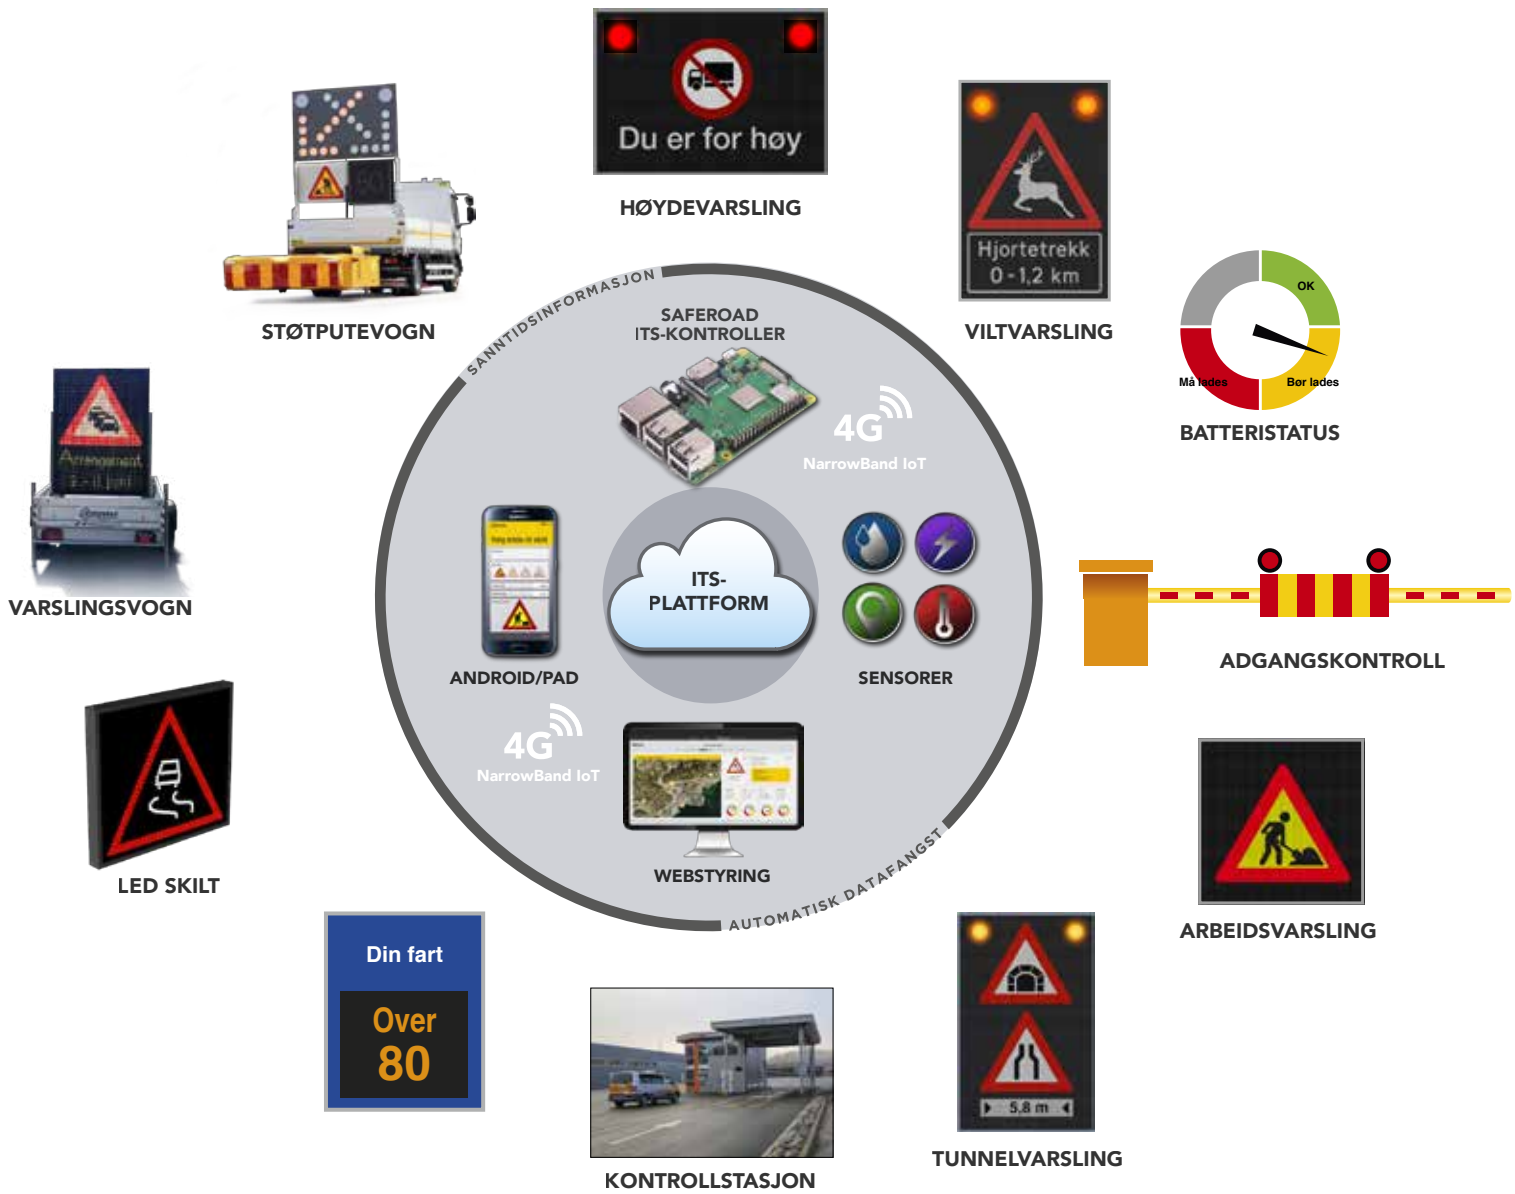 Du er for høy
HØYDEVARSLING
STØTPUTEVOGN
Hjortetrekk
0-1,2 km
VILTVARSLING
OK
Må lades
Bør lades
BATTERISTATUS
SANNTIDSINFORMASJON
SAFEROAD
ITS-KONTROLLER
4G
NarrowBand IoT
Arrangement
VARSLINGSVOGN
ITS-
PLATTFORM
ANDROID/PAD
SENSORER
ADGANGSKONTROLL
4G
NarrowBand IoT
WEBSTYRING
AUTOMATISK DATAFANGST
LED SKILT
ARBEIDSVARSLING
Din fart
Over
80
5,8 m
TUNNELVARSLING
KONTROLLSTASJON